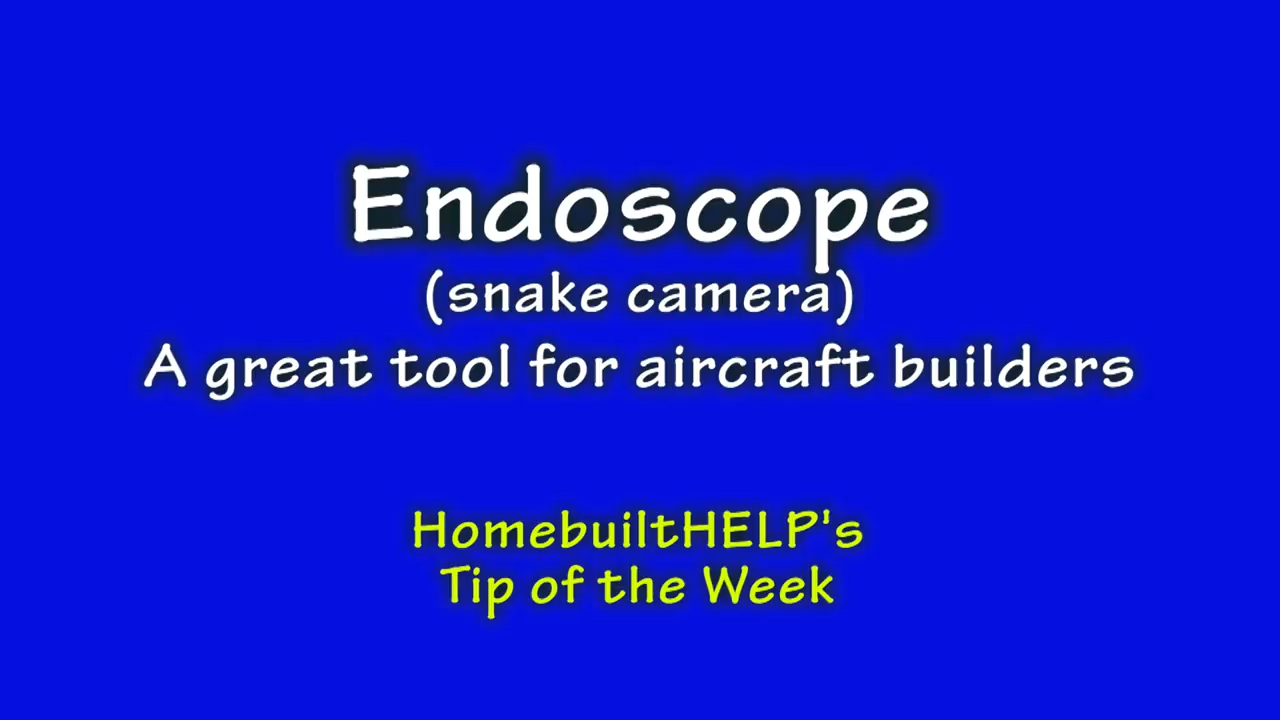 Endoscope
(snake camera)
A great tool for aircraft builders
HomebuiltHELP's
Tip of the Week